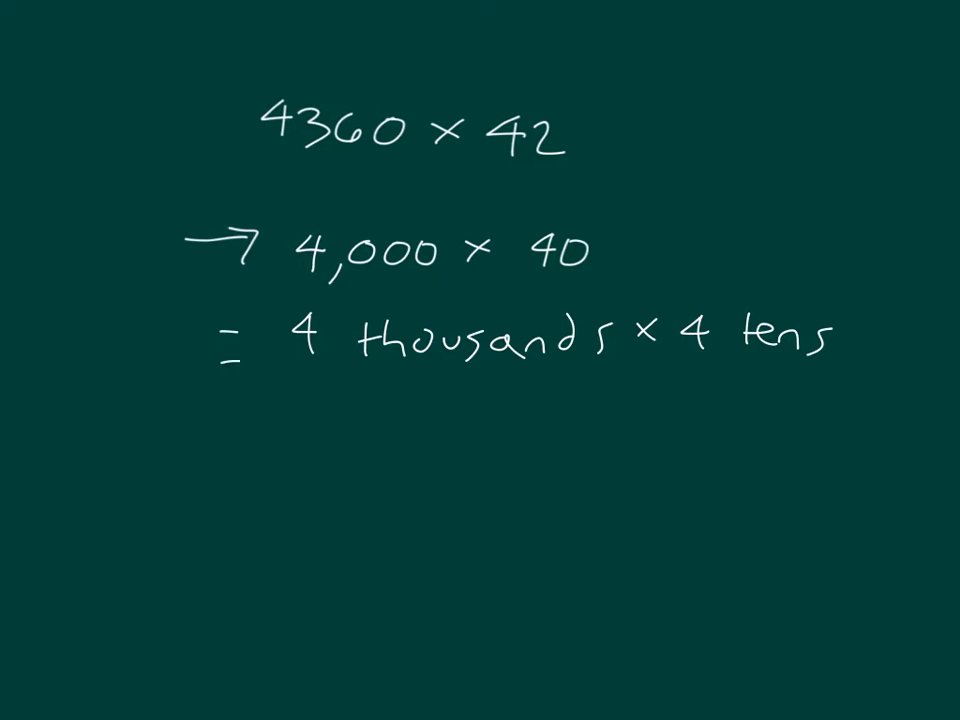 4360 × 42
→ 4,000 × 40
= 4 thousands × 4 tens